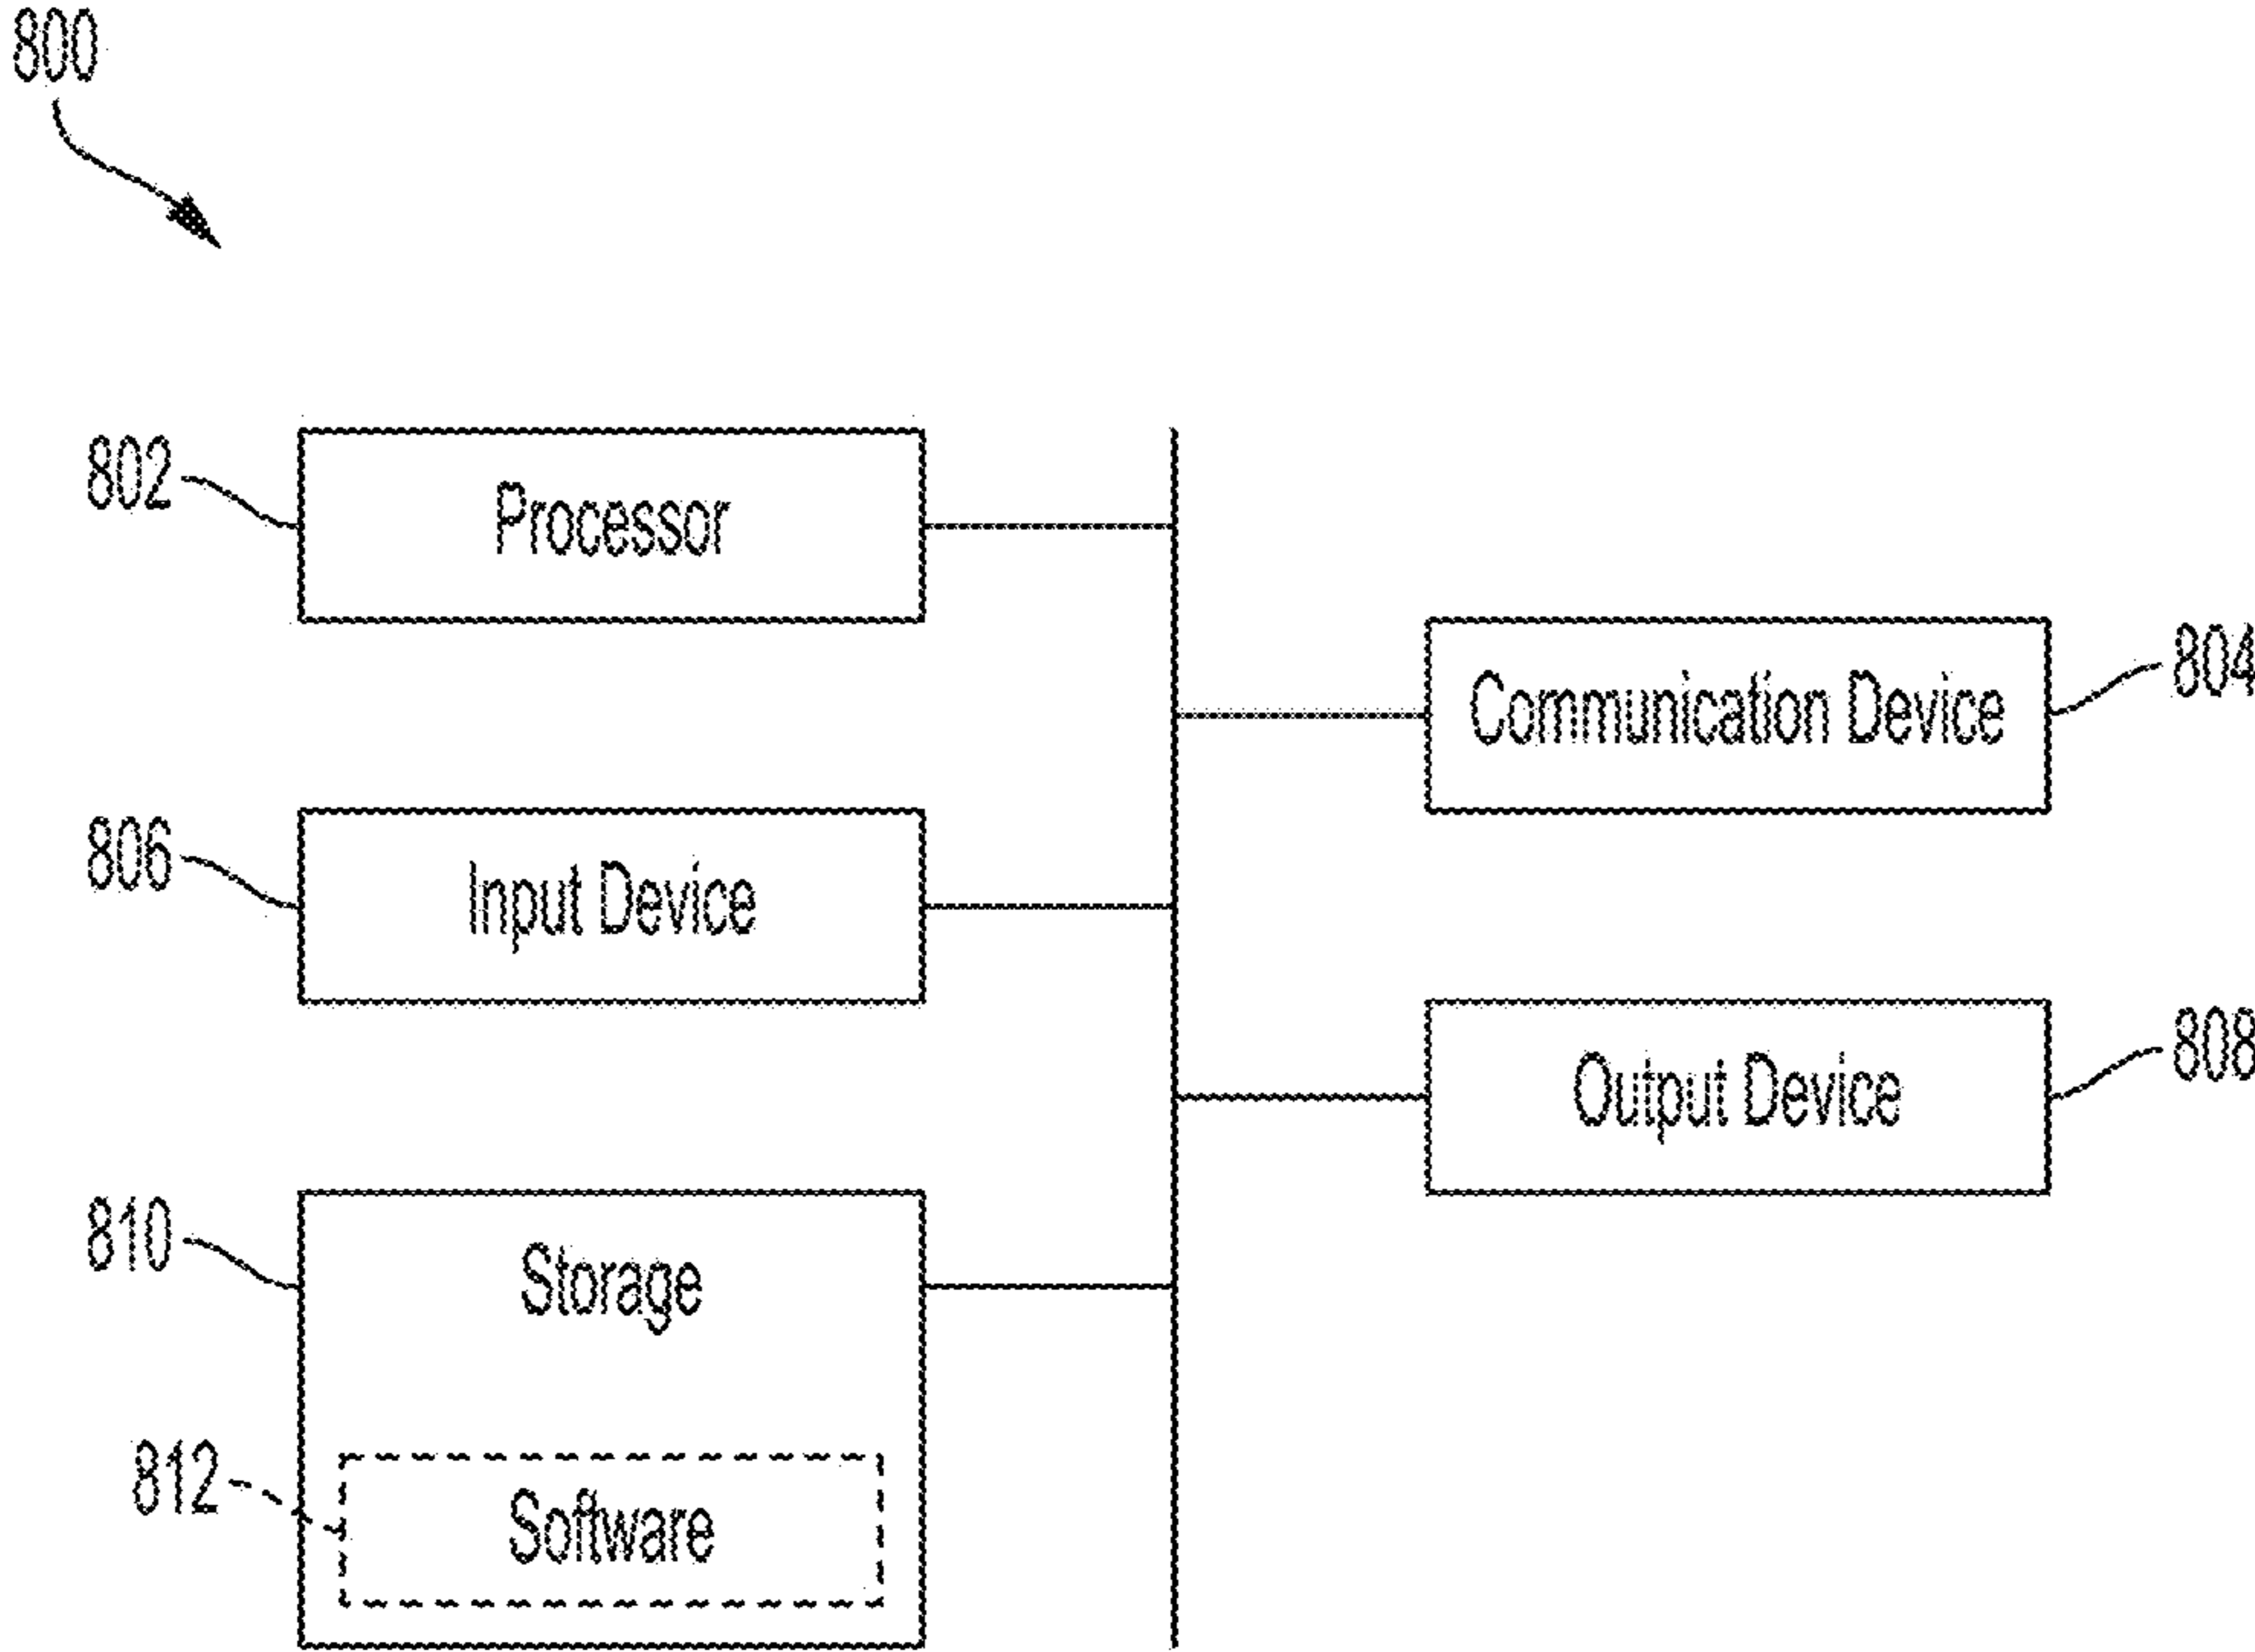 800
802
Processor
Communication Device
804
806
Input Device
Output Device
808
810
Storage
812
Software